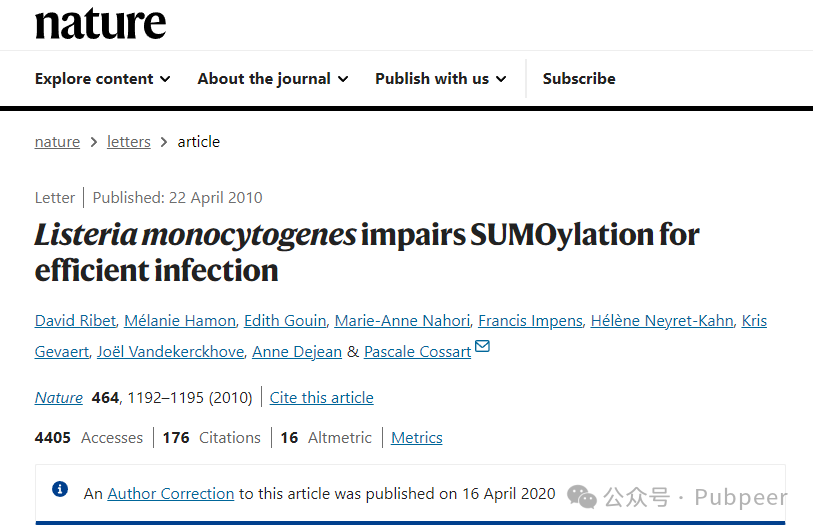 nature
Explore content About the journal Publish with us Subscribe
nature > letters > article
Letter | Published: 22 April 2010
Listeria monocytogenes impairs SUMOylation for
efficient infection
David Ribet, Mélanie Hamon, Edith Gouin, Marie-Anne Nahori, Francis Impens, Hélène Neyret-Kahn, Kris
Gevaert, Joël Vandekerckhove, Anne Dejean & Pascale Cossart
Nature 464, 1192–1195 (2010) | Cite this article
4405 Accesses | 176 Citations | 16 Altmetric | Metrics
An Author Correction to this article was published on 16 April 2020
公众号 · Pubpeer